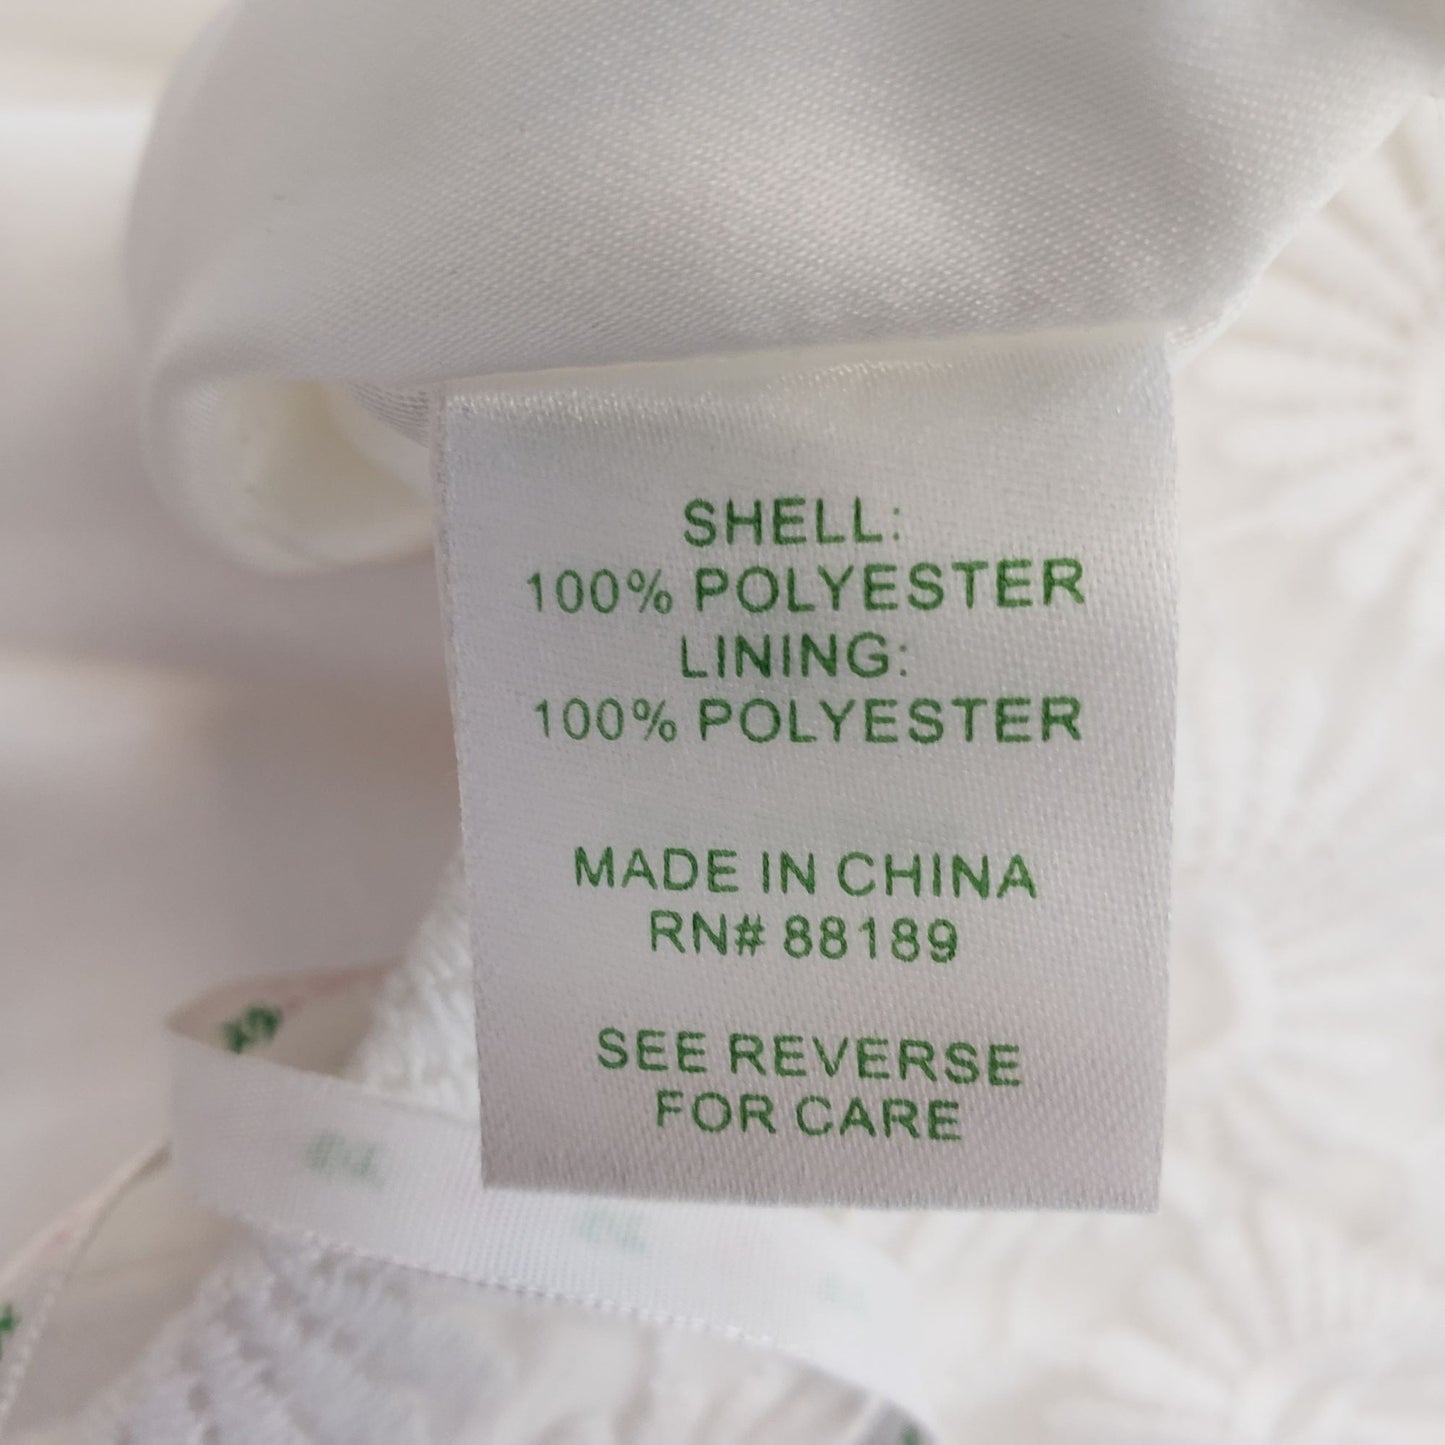 SHELL:
100% POLYESTER
LINING:
100% POLYESTER
MADE IN CHINA
RN# 88189
SEE REVERSE
FOR CARE